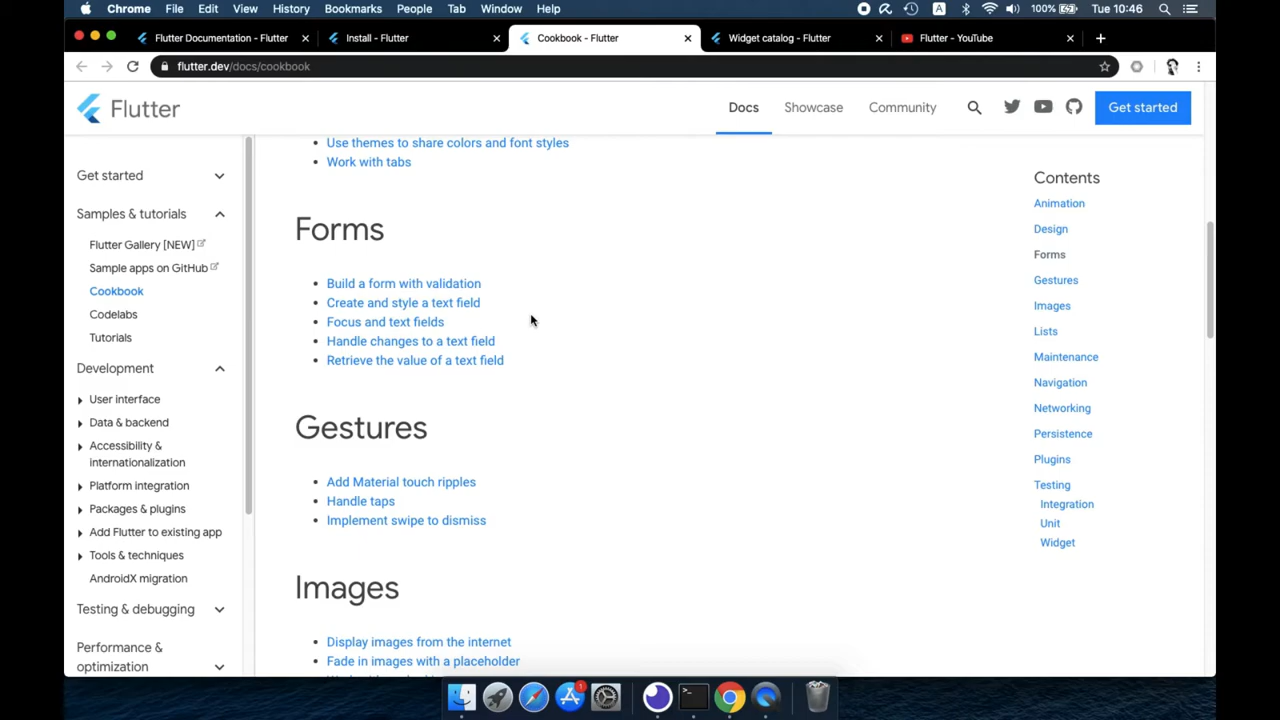 Chrome File Edit View History Bookmarks People Tab Window Help A 100% Tue 10:46
Flutter Documentation - Flutter Install - Flutter Cookbook - Flutter Widget catalog - Flutter Flutter - YouTube
flutter.dev/docs/cookbook
Flutter
Docs
Showcase
Community
Get started
Get started
Samples & tutorials
Flutter Gallery [NEW]
Sample apps on GitHub
Cookbook
Codelabs
Tutorials
Development
User interface
Data & backend
Accessibility &
internationalization
Platform integration
Packages & plugins
Add Flutter to existing app
Tools & techniques
AndroidX migration
Testing & debugging
Performance &
optimization
• Use themes to share colors and font styles
• Work with tabs
Forms
• Build a form with validation
• Create and style a text field
• Focus and text fields
• Handle changes to a text field
• Retrieve the value of a text field
Gestures
• Add Material touch ripples
• Handle taps
• Implement swipe to dismiss
Images
• Display images from the internet
• Fade in images with a placeholder
Contents
Animation
Design
Forms
Gestures
Images
Lists
Maintenance
Navigation
Networking
Persistence
Plugins
Testing
Integration
Unit
Widget
1